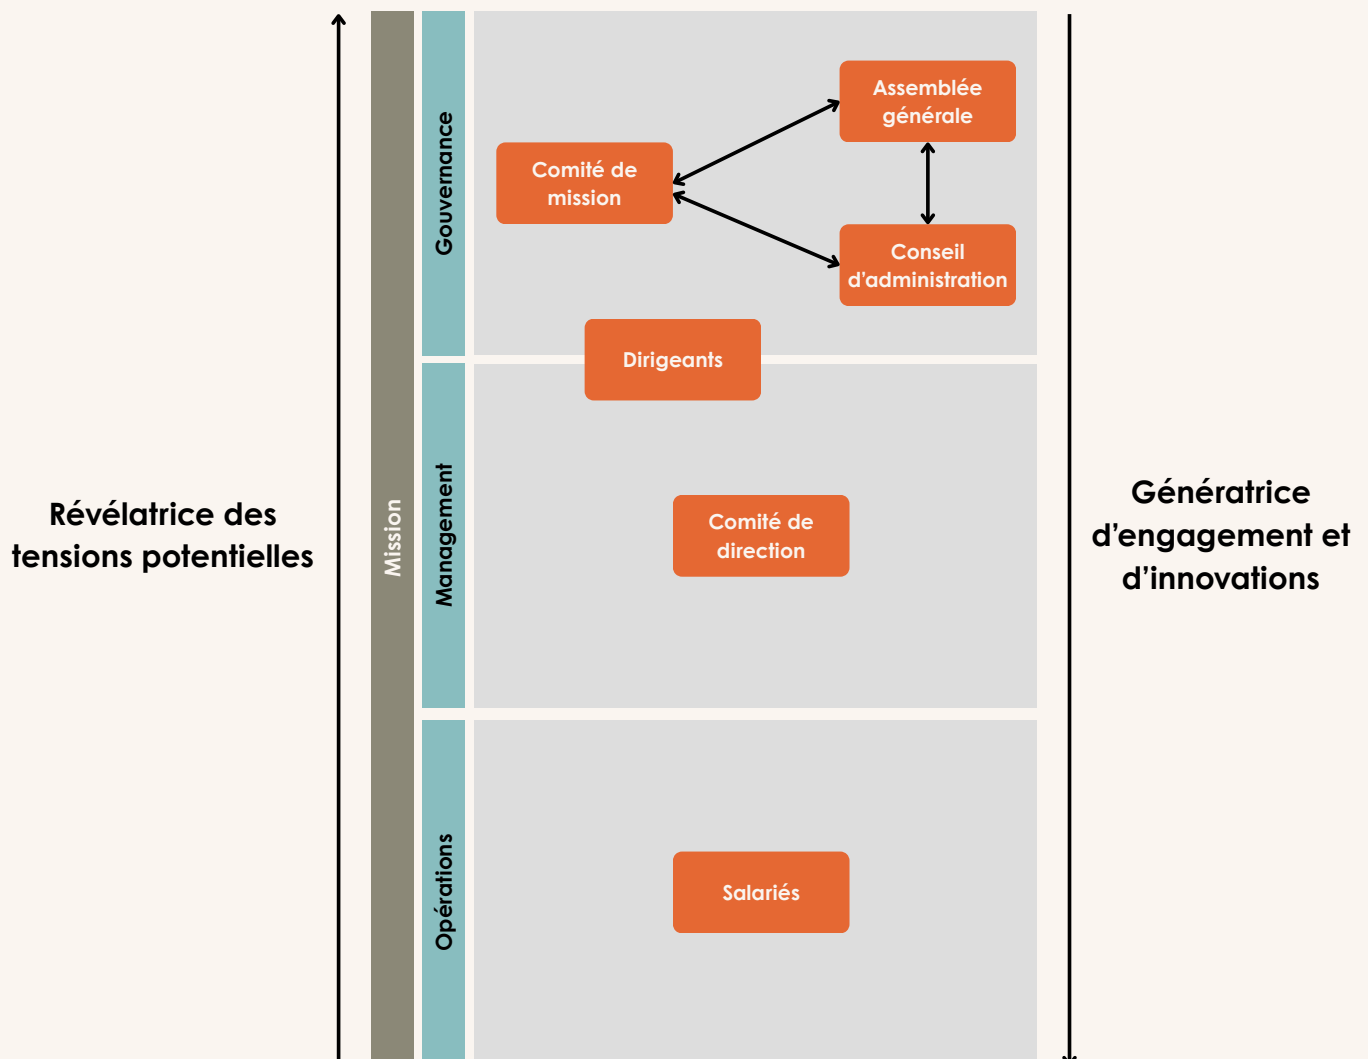 Révélatrice des
tensions potentielles
Mission
Gouvernance
Comité de
mission
Assemblée
générale
Conseil
d'administration
Dirigeants
Management
Comité de
direction
Opérations
Salariés
Génératrice
d’engagement et
d’innovations